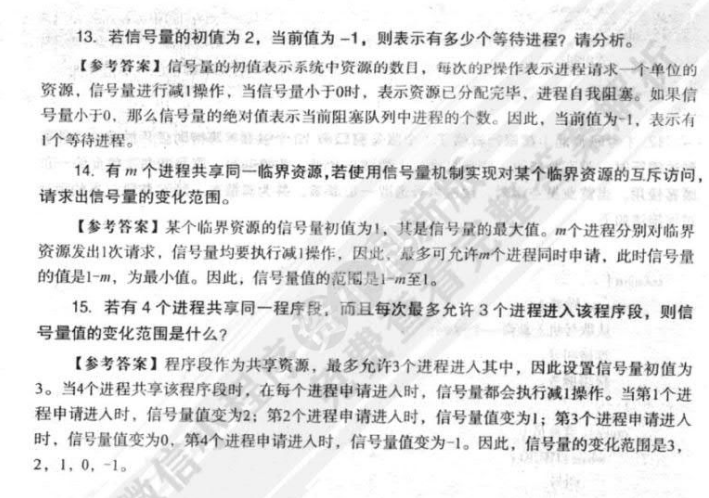 13. 若信号量的初值为 2，当前值为 -1，则表示有多少个等待进程？请分析。
【参考答案】信号量的初值表示系统中资源的数目，每次的P操作表示进程请求一个单位的
资源，信号量进行减1操作，当信号量小于0时，表示资源已分配完毕，进程自我阻塞。如果信
号量小于0，那么信号量的绝对值表示当前阻塞队列中进程的个数。因此，当前值为-1，表示有
1个等待进程。
14. 有 m 个进程共享同一临界资源，若使用信号量机制实现对某个临界资源的互斥访问，
请求出信号量的变化范围。
【参考答案】某个临界资源的信号量初值为1，其是信号量的最大值。m个进程分别对临界
资源发出1次请求，信号量均要执行减1操作，因此，最多可允许m个进程同时申请，此时信号量
的值是1-m，为最小值。因此，信号量值的范围是1-m至1。
15. 若有 4 个进程共享同一程序段，而且每次最多允许 3 个进程进入该程序段，则信
号量值的变化范围是什么？
【参考答案】程序段作为共享资源，最多允许3个进程进入其中，因此设置信号量初值为
3。当4个进程共享该程序段时，在每个进程申请进入时，信号量都会执行减1操作。当第1个进
程申请进入时，信号量值变为2；第2个进程申请进入时，信号量值变为1；第3个进程申请进入
时，信号量值变为0，第4个进程申请进入时，信号量值变为-1。因此，信号量的变化范围是3，
2，1，0，-1。